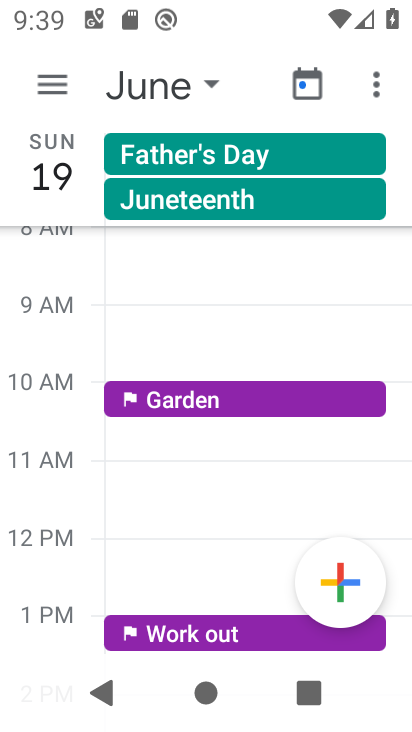 9:39
June
SUN
19
Father's Day
Juneteenth
8 AM
9 AM
10 AM
Garden
11 AM
12 PM
1 PM
Work out
2 PM